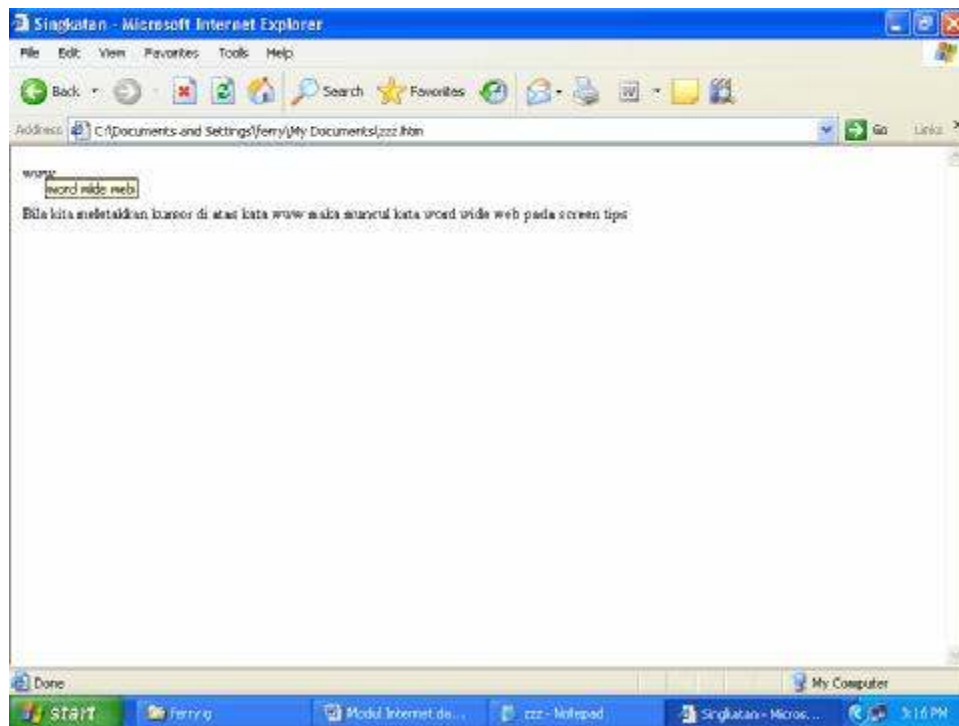 Singkatan - Microsoft Internet Explorer
File Edit View Favorites Tools Help
Back Search Favorites
Address C:\Documents and Settings\ferry\My Documents\zzz.htm Go Links
www
word wide web
Bila kita meletakkan kursor di atas kata www maka muncul kata word wide web pada screen tips
Done My Computer
start Modul Internet da... zzz - Notepad Singkatan - Micros... PM